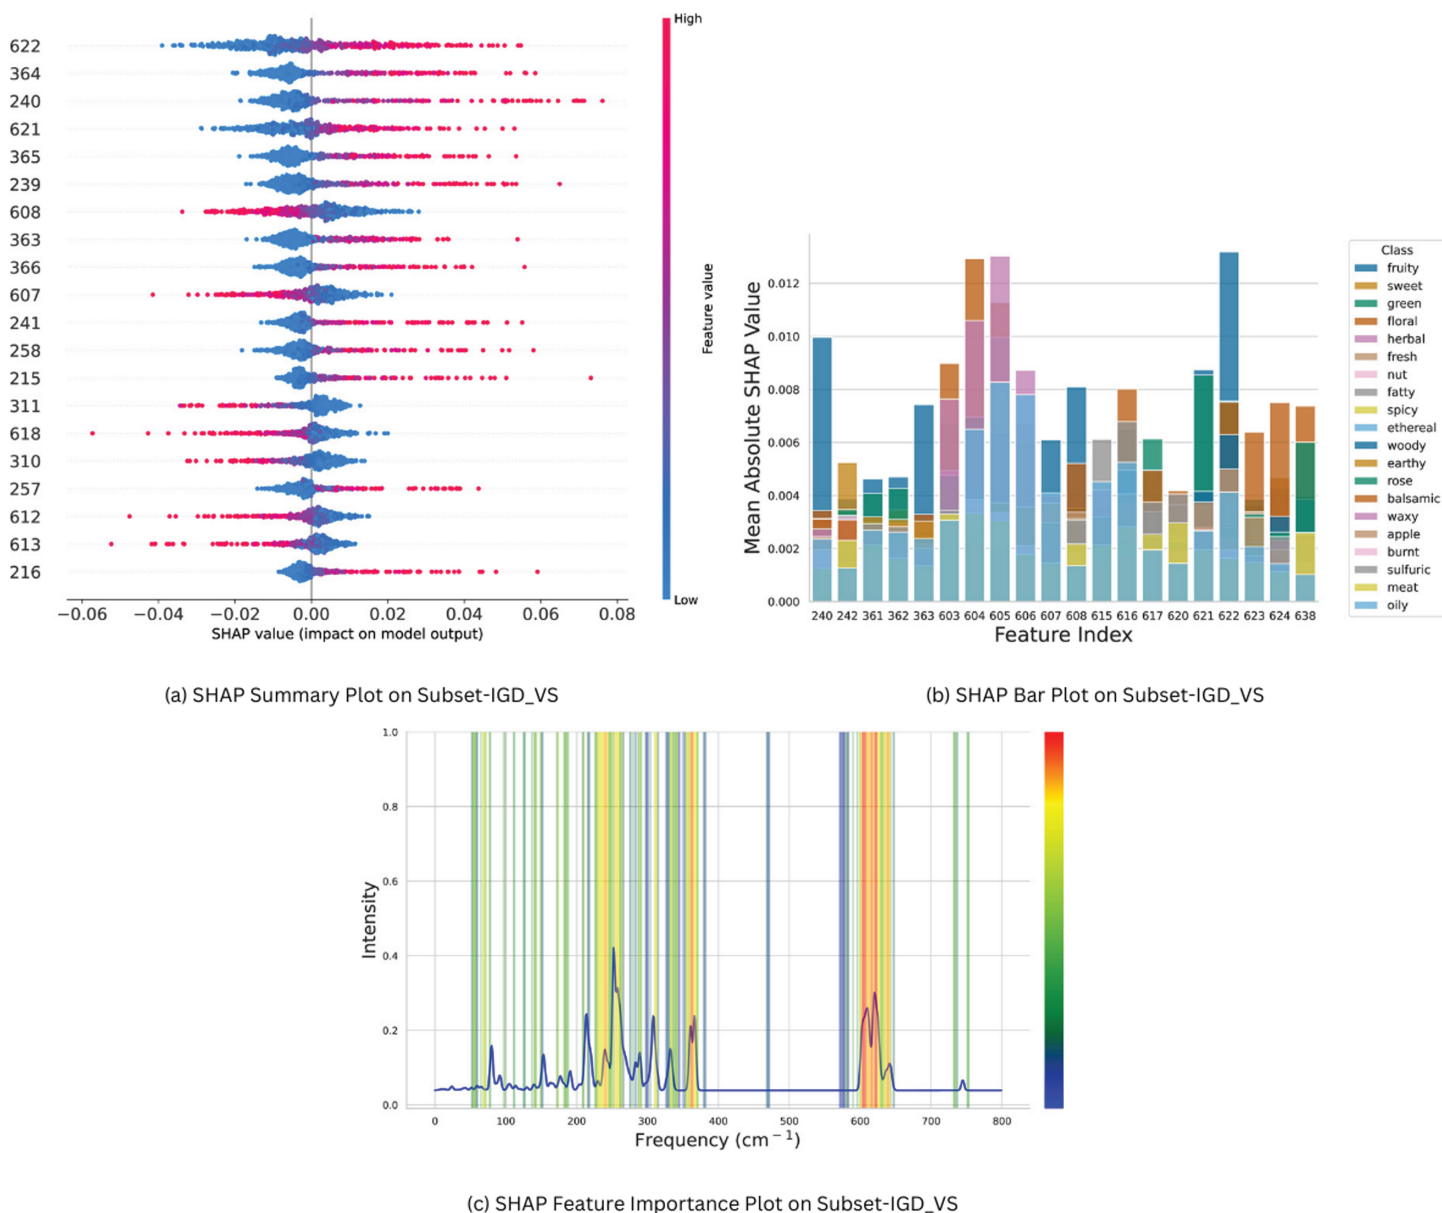 High
622
364
240
621
365
239
608
363
366
607
241
258
215
311
618
310
257
612
613
216
Feature value
Low
−0.06 −0.04 −0.02 0.00 0.02 0.04 0.06 0.08
SHAP value (impact on model output)
(a) SHAP Summary Plot on Subset-IGD_VS
Mean Absolute SHAP Value
0.012
0.010
0.008
0.006
0.004
0.002
0.000
240 242 361 362 363 603 604 605 606 607 608 615 616 617 620 621 622 623 624 638
Feature Index
Class
fruity
sweet
green
floral
herbal
fresh
nut
fatty
spicy
ethereal
woody
earthy
rose
balsamic
waxy
apple
burnt
sulfuric
meat
oily
(b) SHAP Bar Plot on Subset-IGD_VS
Intensity
1.0
0.8
0.6
0.4
0.2
0.0
0 100 200 300 400 500 600 700 800
Frequency (cm⁻¹)
(c) SHAP Feature Importance Plot on Subset-IGD_VS